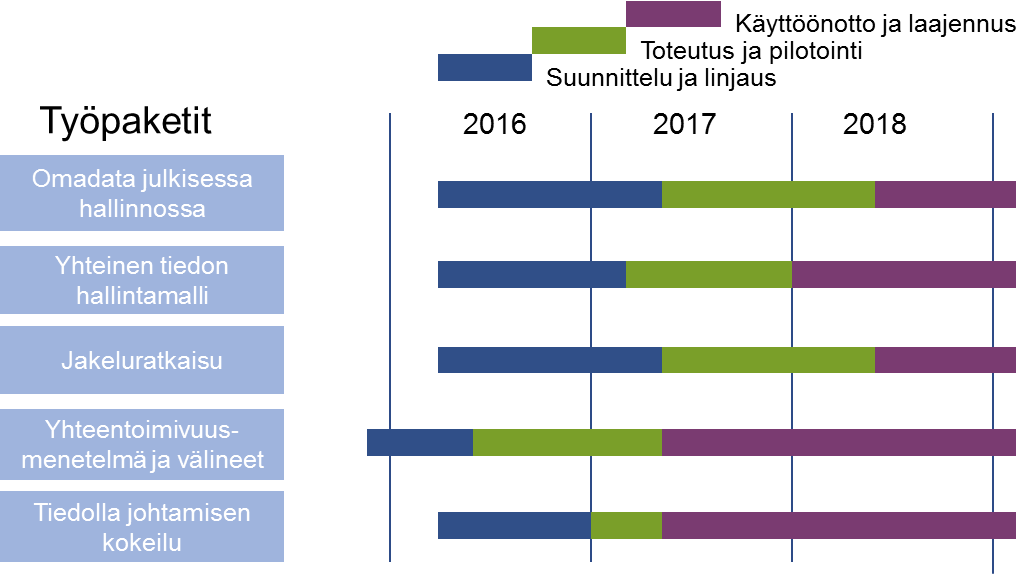 Käyttöönotto ja laajennus
Toteutus ja pilotointi
Suunnittelu ja linjaus
Työpaketit
2016 2017 2018
Omadata julkisessa
hallinnossa
Yhteinen tiedon
hallintamalli
Jakeluratkaisu
Yhteentoimivuus-
menetelmä ja välineet
Tiedolla johtamisen
kokeilu